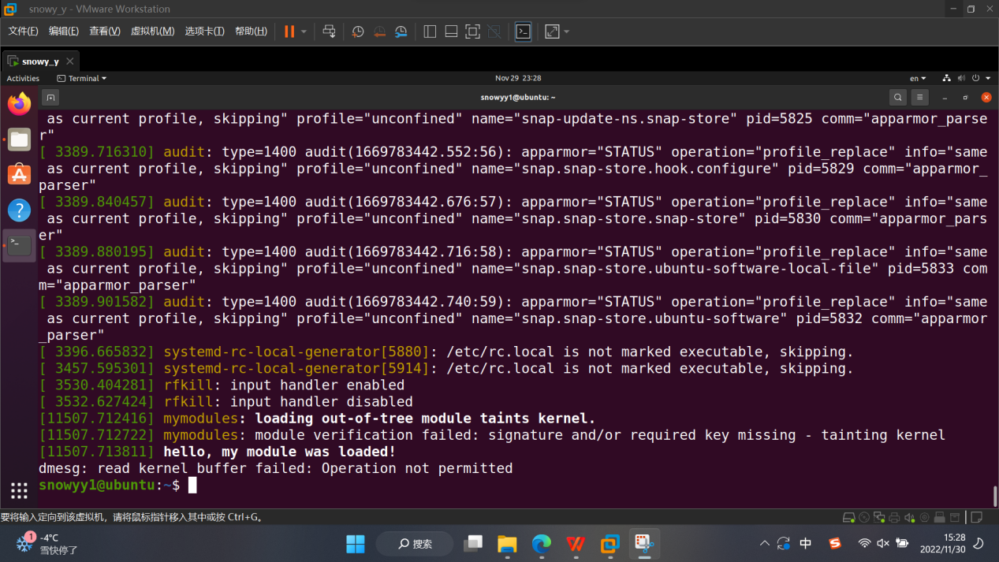 snowy_y - VMware Workstation
文件(F) 编辑(E) 查看(V) 虚拟机(M) 选项卡(T) 帮助(H)
snowy_y
Activities Terminal Nov 29 23:28 en
snowyy1@ubuntu: ~
 as current profile, skipping" profile="unconfined" name="snap-update-ns.snap-store" pid=5825 comm="apparmor_parse
r"
[ 3389.716310] audit: type=1400 audit(1669783442.552:56): apparmor="STATUS" operation="profile_replace" info="same
 as current profile, skipping" profile="unconfined" name="snap.snap-store.hook.configure" pid=5829 comm="apparmor_
parser"
[ 3389.840457] audit: type=1400 audit(1669783442.676:57): apparmor="STATUS" operation="profile_replace" info="same
 as current profile, skipping" profile="unconfined" name="snap.snap-store.snap-store" pid=5830 comm="apparmor_pars
er"
[ 3389.880195] audit: type=1400 audit(1669783442.716:58): apparmor="STATUS" operation="profile_replace" info="same
 as current profile, skipping" profile="unconfined" name="snap.snap-store.ubuntu-software-local-file" pid=5833 com
m="apparmor_parser"
[ 3389.901582] audit: type=1400 audit(1669783442.740:59): apparmor="STATUS" operation="profile_replace" info="same
 as current profile, skipping" profile="unconfined" name="snap.snap-store.ubuntu-software" pid=5832 comm="apparmor
_parser"
[ 3396.665832] systemd-rc-local-generator[5880]: /etc/rc.local is not marked executable, skipping.
[ 3457.595301] systemd-rc-local-generator[5914]: /etc/rc.local is not marked executable, skipping.
[ 3530.404281] rfkill: input handler enabled
[ 3532.627424] rfkill: input handler disabled
[11507.712416] mymodules: loading out-of-tree module taints kernel.
[11507.712722] mymodules: module verification failed: signature and/or required key missing - tainting kernel
[11507.713811] hello, my module was loaded!
dmesg: read kernel buffer failed: Operation not permitted
snowyy1@ubuntu:~$
要将输入定向到该虚拟机，请将鼠标指针移入其中或按 Ctrl+G。
1
-4°C
雪快停了
搜索
中
15:28
2022/11/30